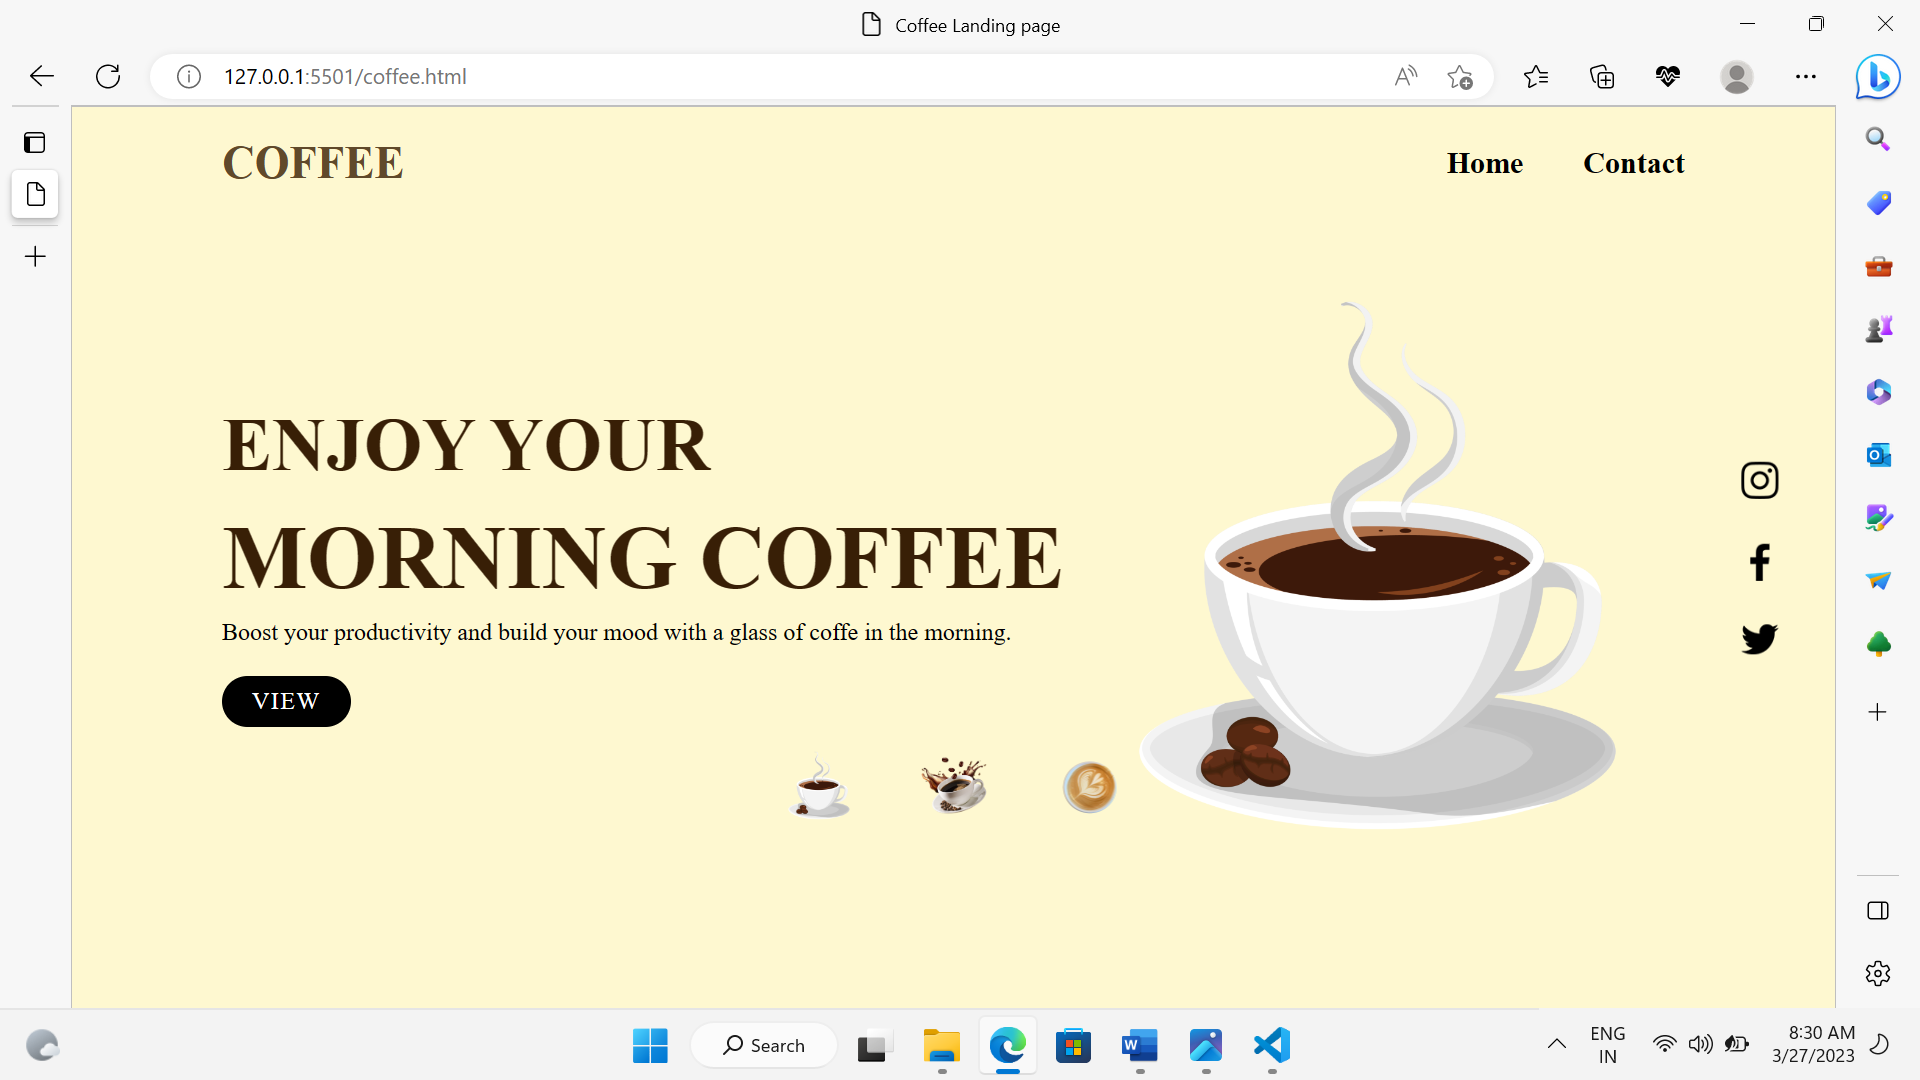 Coffee Landing page
127.0.0.1:5501/coffee.html
COFFEE
Home
Contact
ENJOY YOUR
MORNING COFFEE
Boost your productivity and build your mood with a glass of coffe in the morning.
VIEW
Search
ENG
IN
8:30 AM
3/27/2023